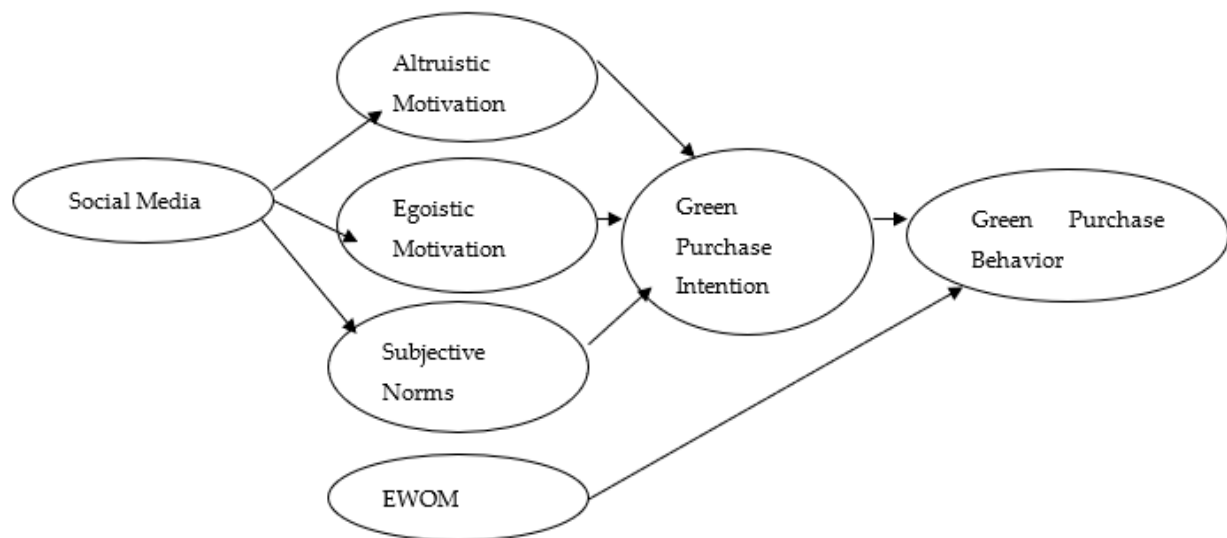 Altruistic
Motivation
Social Media
Egoistic
Motivation
Green
Purchase
Intention
Green Purchase
Behavior
Subjective
Norms
EWOM